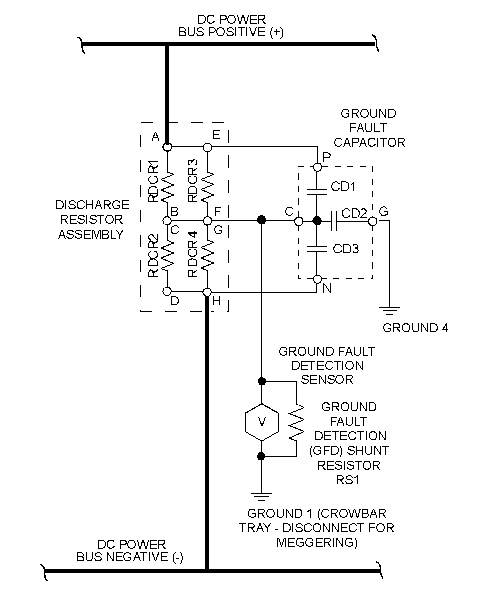 DC POWER
BUS POSITIVE (+)
GROUND
FAULT
CAPACITOR
A
E
P
RDCR1
RDCR3
CD1
DISCHARGE
RESISTOR
ASSEMBLY
B
F
C
CD2
G
C
G
RDCR2
RDCR4
CD3
D
H
N
GROUND 4
GROUND FAULT
DETECTION
SENSOR
V
GROUND
FAULT
DETECTION
(GFD) SHUNT
RESISTOR
RS1
GROUND 1 (CROWBAR
TRAY - DISCONNECT FOR
MEGGERING)
DC POWER
BUS NEGATIVE (-)